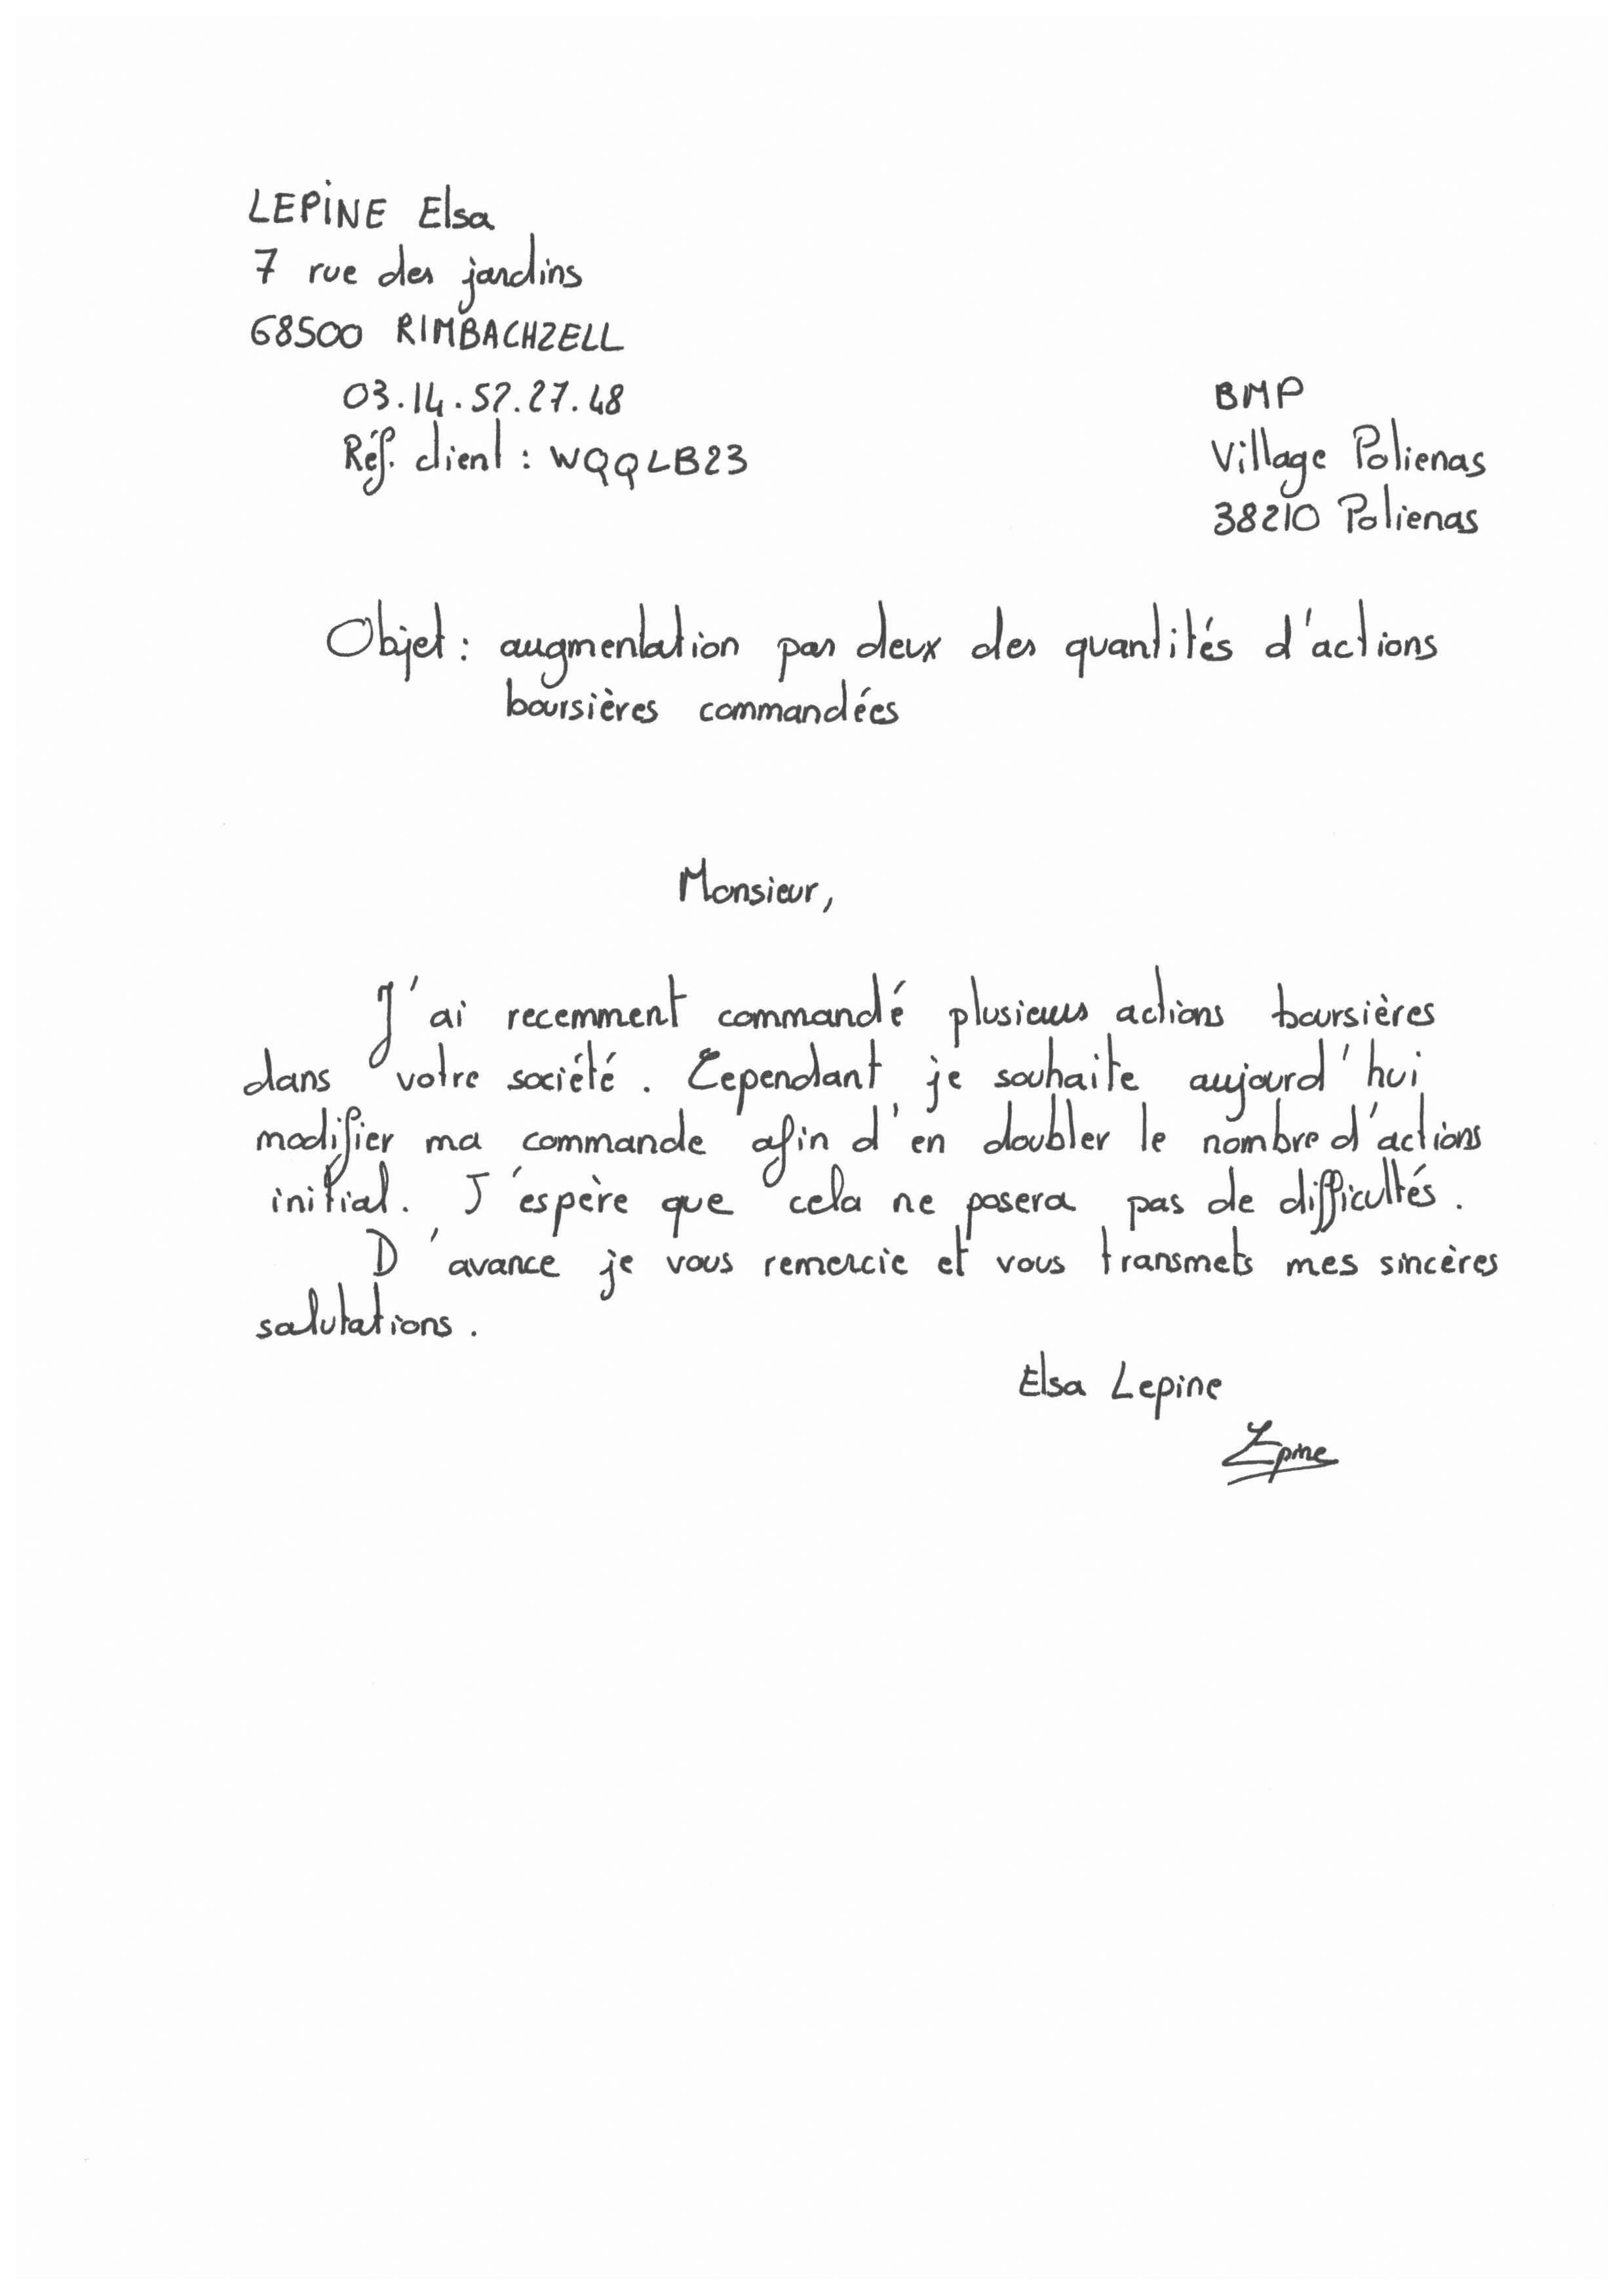 LEPINE Elsa
7 rue des jardins
68500 RIMBACHZELL
03.14.52.27.48
Réf. client : WQQLB23
BMP
Village Polienas
38210 Polienas
Objet : augmentation par deux des quantités d'actions
boursières commandées
Monsieur,
J'ai recemment commandé plusieurs actions boursières
dans votre société. Cependant je souhaite aujourd'hui
modifier ma commande afin d'en doubler le nombre d'actions
initial. J'espère que cela ne posera pas de difficultés.
D'avance je vous remercie et vous transmets mes sincères
salutations.
Elsa Lepine
Lepine